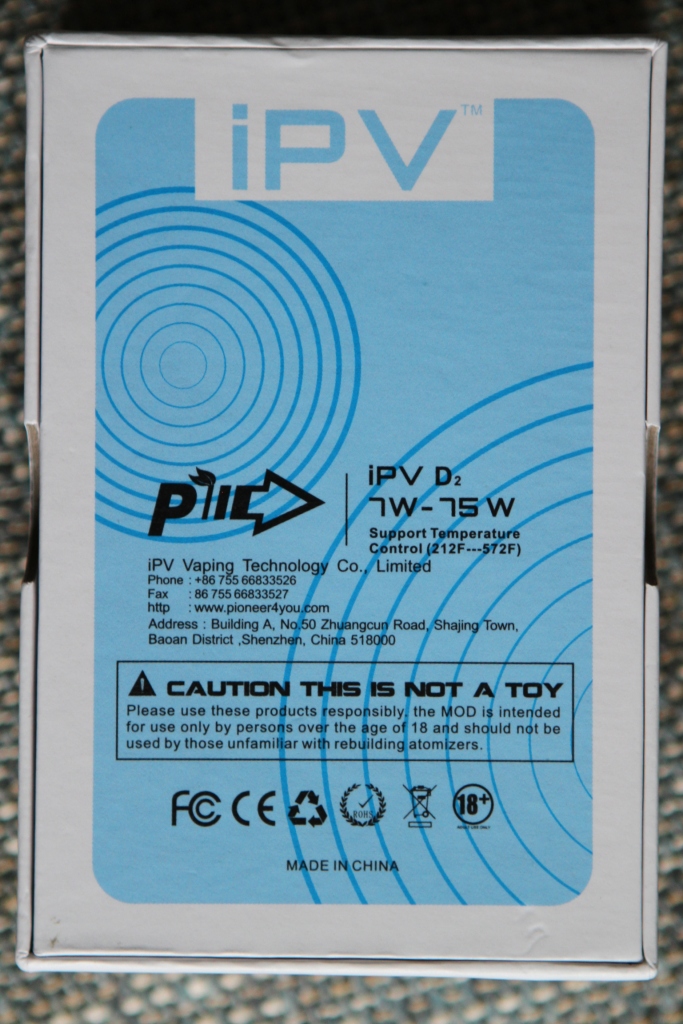 iPV™
iPV D₂
7W-75W
Support Temperature
Control (212F---572F)
iPV Vaping Technology Co., Limited
Phone : +86 755 66833526
Fax : 86 755 66833527
http : www.pioneer4you.com
Address : Building A, No.50 Zhuangcun Road, Shajing Town,
Baoan District ,Shenzhen, China 518000
CAUTION THIS IS NOT A TOY
Please use these products responsibly. the MOD is intended
for use only by persons over the age of 18 and should not be
used by those unfamiliar with rebuilding atomizers.
FC CE ROHS 18+
MADE IN CHINA